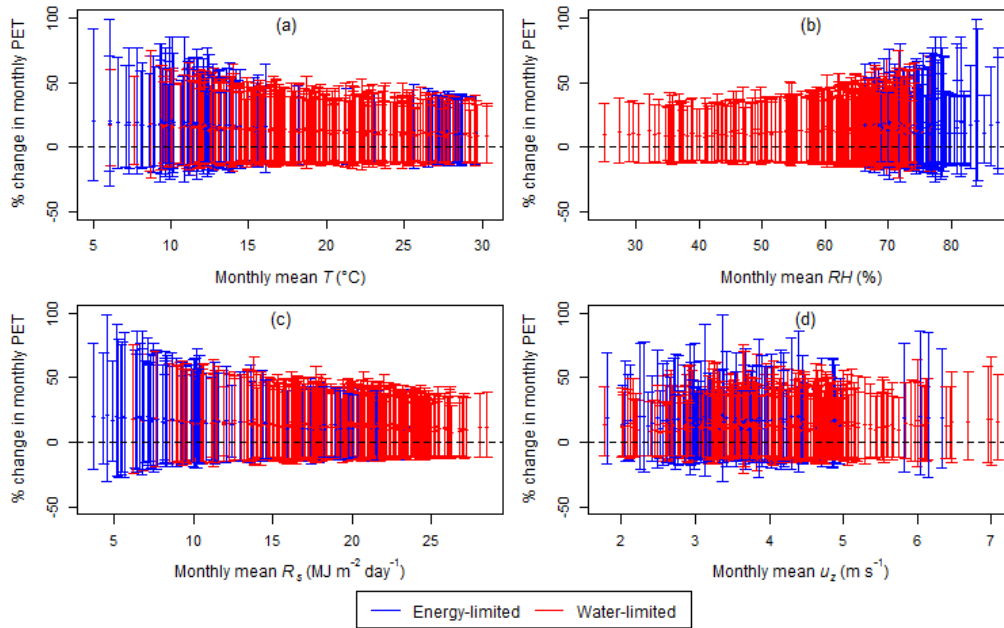 (a)
% change in monthly PET
100
50
0
-50
5 10 15 20 25 30
Monthly mean T (°C)
(b)
% change in monthly PET
100
50
0
-50
30 40 50 60 70 80
Monthly mean RH (%)
(c)
% change in monthly PET
100
50
0
-50
5 10 15 20 25
Monthly mean Rs (MJ m⁻² day⁻¹)
(d)
% change in monthly PET
100
50
0
-50
2 3 4 5 6 7
Monthly mean uz (m s⁻¹)
Energy-limited Water-limited